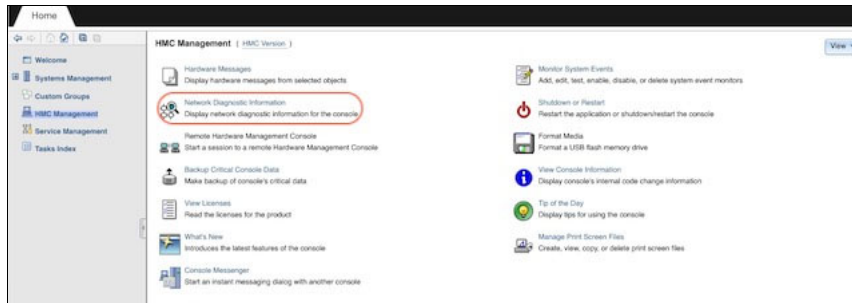 Home
HMC Management ( HMC Version )
View
Welcome
Systems Management
Custom Groups
HMC Management
Service Management
Tasks Index
Hardware Messages
Display hardware messages from selected objects
Network Diagnostic Information
Display network diagnostic information for the console
Remote Hardware Management Console
Start a session to a remote Hardware Management Console
Backup Critical Console Data
Make backup of console's critical data
View Licenses
Read the licenses for the product
What's New
Introduces the latest features of the console
Console Messenger
Start an instant messaging dialog with another console
Monitor System Events
Add, edit, test, enable, disable, or delete system event monitors
Shutdown or Restart
Restart the application or shutdown/restart the console
Format Media
Format a USB flash memory drive
View Console Information
Display console's internal code change information
Tip of the Day
Display tips for using the console
Manage Print Screen Files
Create, view, copy, or delete print screen files